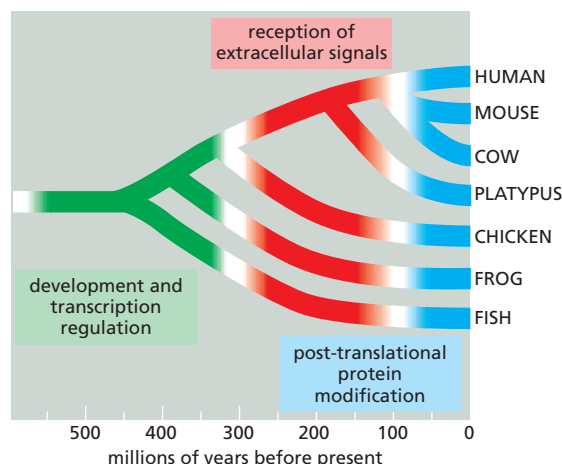 reception of
extracellular signals
HUMAN
MOUSE
COW
PLATYPUS
CHICKEN
FROG
FISH
development and
transcription
regulation
post-translational
protein
modification
500 400 300 200 100 0
millions of years before present